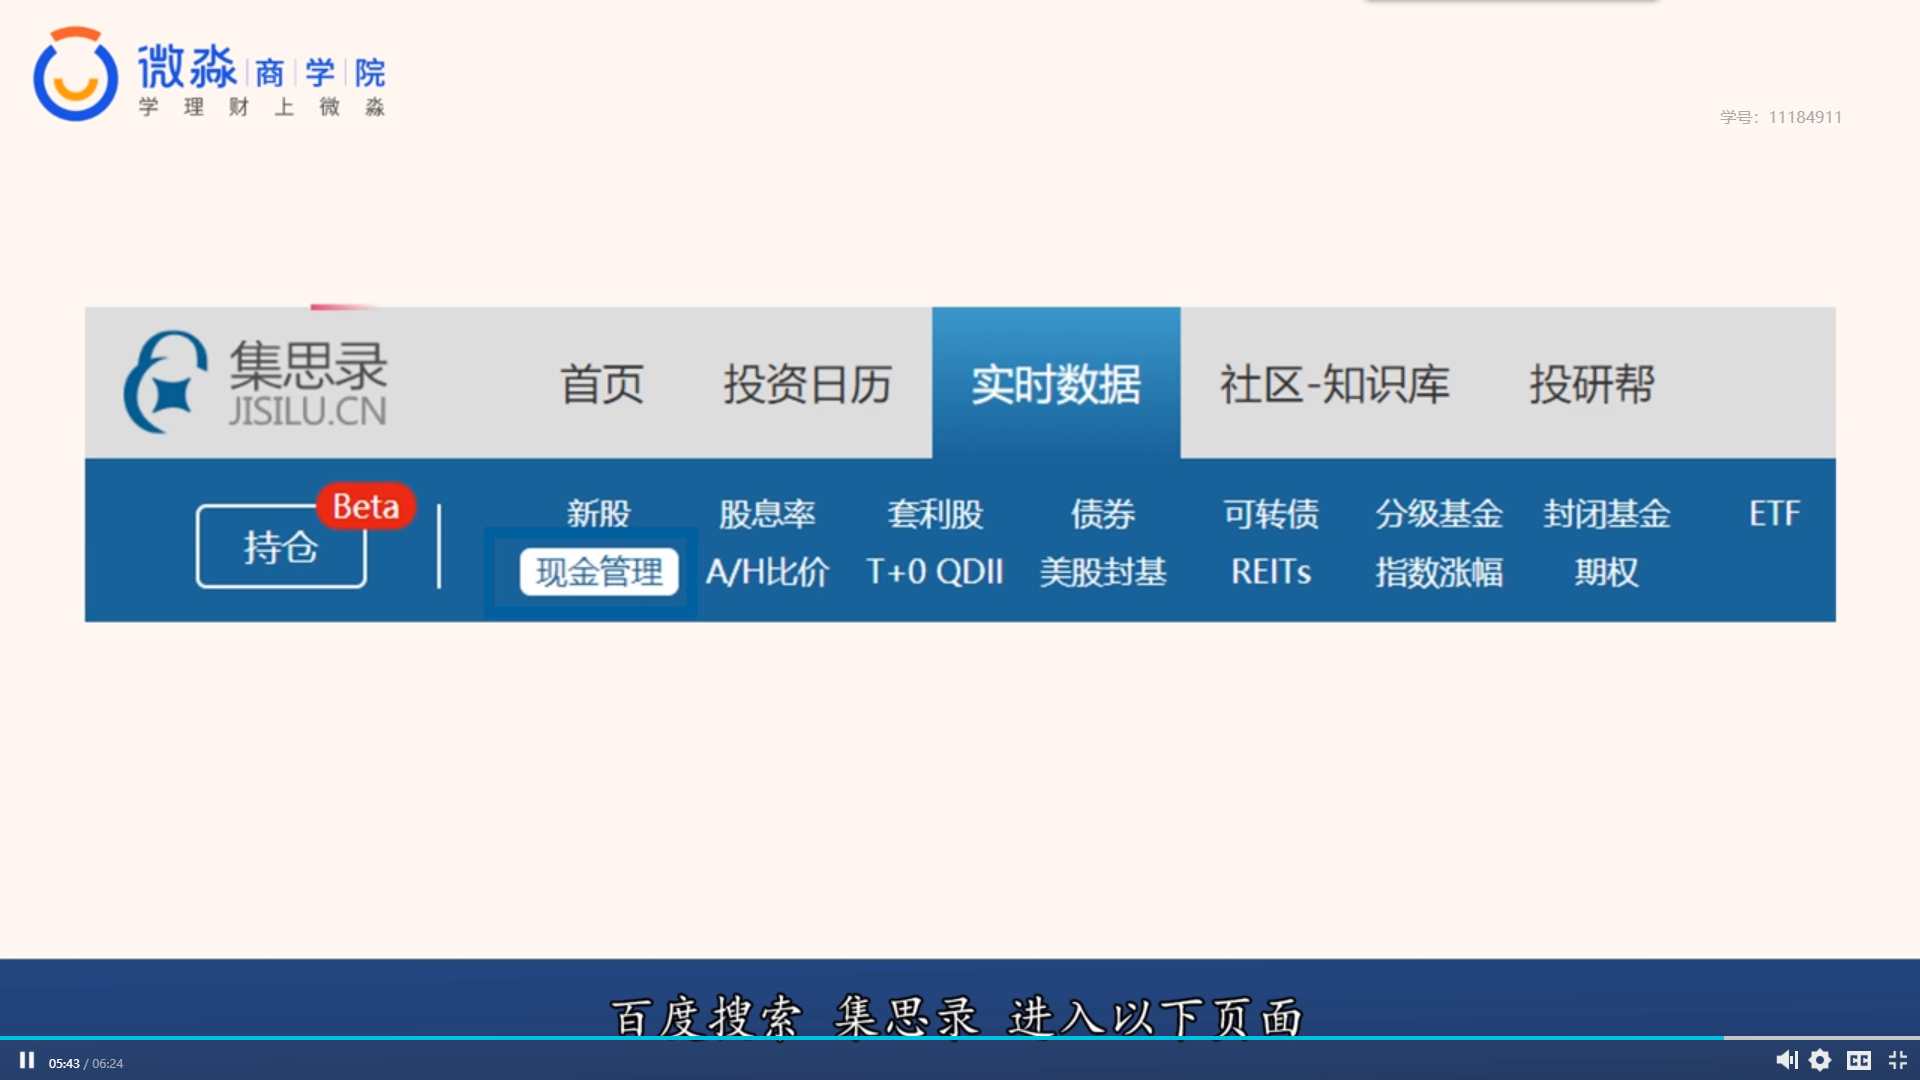 微淼 商 学 院
学 理 财 上 微 淼
学号：11184911
集思录
JISILU.CN
首页 投资日历 实时数据 社区-知识库 投研帮
持仓 Beta
新股 股息率 套利股 债券 可转债 分级基金 封闭基金 ETF
现金管理 A/H比价 T+0 QDII 美股封基 REITs 指数涨幅 期权
百度搜索 集思录 进入以下页面
05:43 / 06:24
CC